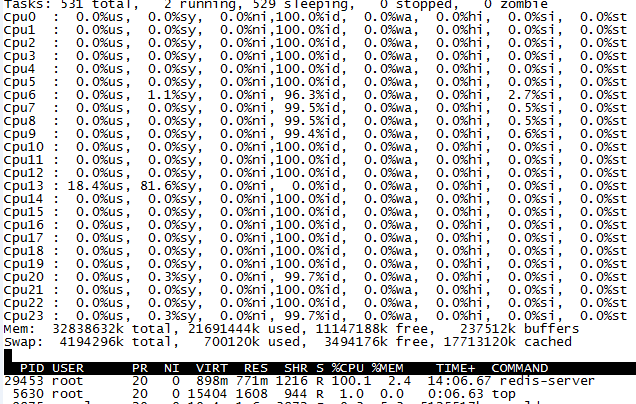 Tasks: 531 total, 2 running, 529 sleeping, 0 stopped, 0 zombie
Cpu0 : 0.0%us, 0.0%sy, 0.0%ni,100.0%id, 0.0%wa, 0.0%hi, 0.0%si, 0.0%st
Cpu1 : 0.0%us, 0.0%sy, 0.0%ni,100.0%id, 0.0%wa, 0.0%hi, 0.0%si, 0.0%st
Cpu2 : 0.0%us, 0.0%sy, 0.0%ni,100.0%id, 0.0%wa, 0.0%hi, 0.0%si, 0.0%st
Cpu3 : 0.0%us, 0.0%sy, 0.0%ni,100.0%id, 0.0%wa, 0.0%hi, 0.0%si, 0.0%st
Cpu4 : 0.0%us, 0.0%sy, 0.0%ni,100.0%id, 0.0%wa, 0.0%hi, 0.0%si, 0.0%st
Cpu5 : 0.0%us, 0.0%sy, 0.0%ni,100.0%id, 0.0%wa, 0.0%hi, 0.0%si, 0.0%st
Cpu6 : 0.0%us, 1.1%sy, 0.0%ni, 96.3%id, 0.0%wa, 0.0%hi, 2.7%si, 0.0%st
Cpu7 : 0.0%us, 0.0%sy, 0.0%ni, 99.5%id, 0.0%wa, 0.0%hi, 0.5%si, 0.0%st
Cpu8 : 0.0%us, 0.0%sy, 0.0%ni, 99.5%id, 0.0%wa, 0.0%hi, 0.5%si, 0.0%st
Cpu9 : 0.0%us, 0.0%sy, 0.0%ni, 99.4%id, 0.0%wa, 0.0%hi, 0.6%si, 0.0%st
Cpu10 : 0.0%us, 0.0%sy, 0.0%ni,100.0%id, 0.0%wa, 0.0%hi, 0.0%si, 0.0%st
Cpu11 : 0.0%us, 0.0%sy, 0.0%ni,100.0%id, 0.0%wa, 0.0%hi, 0.0%si, 0.0%st
Cpu12 : 0.0%us, 0.0%sy, 0.0%ni,100.0%id, 0.0%wa, 0.0%hi, 0.0%si, 0.0%st
Cpu13 : 18.4%us, 81.6%sy, 0.0%ni, 0.0%id, 0.0%wa, 0.0%hi, 0.0%si, 0.0%st
Cpu14 : 0.0%us, 0.0%sy, 0.0%ni,100.0%id, 0.0%wa, 0.0%hi, 0.0%si, 0.0%st
Cpu15 : 0.0%us, 0.0%sy, 0.0%ni,100.0%id, 0.0%wa, 0.0%hi, 0.0%si, 0.0%st
Cpu16 : 0.0%us, 0.0%sy, 0.0%ni,100.0%id, 0.0%wa, 0.0%hi, 0.0%si, 0.0%st
Cpu17 : 0.0%us, 0.0%sy, 0.0%ni,100.0%id, 0.0%wa, 0.0%hi, 0.0%si, 0.0%st
Cpu18 : 0.0%us, 0.0%sy, 0.0%ni,100.0%id, 0.0%wa, 0.0%hi, 0.0%si, 0.0%st
Cpu19 : 0.0%us, 0.0%sy, 0.0%ni,100.0%id, 0.0%wa, 0.0%hi, 0.0%si, 0.0%st
Cpu20 : 0.0%us, 0.3%sy, 0.0%ni, 99.7%id, 0.0%wa, 0.0%hi, 0.0%si, 0.0%st
Cpu21 : 0.0%us, 0.0%sy, 0.0%ni,100.0%id, 0.0%wa, 0.0%hi, 0.0%si, 0.0%st
Cpu22 : 0.0%us, 0.0%sy, 0.0%ni,100.0%id, 0.0%wa, 0.0%hi, 0.0%si, 0.0%st
Cpu23 : 0.0%us, 0.3%sy, 0.0%ni, 99.7%id, 0.0%wa, 0.0%hi, 0.0%si, 0.0%st
Mem: 32838632k total, 21691444k used, 11147188k free, 237512k buffers
Swap: 4194296k total, 700120k used, 3494176k free, 17713120k cached
PID USER PR NI VIRT RES SHR S %CPU %MEM TIME+ COMMAND
29453 root 20 0 898m 771m 1216 R 100.1 2.4 14:06.67 redis-server
5630 root 20 0 15404 1608 944 R 1.0 0.0 0:06.63 top